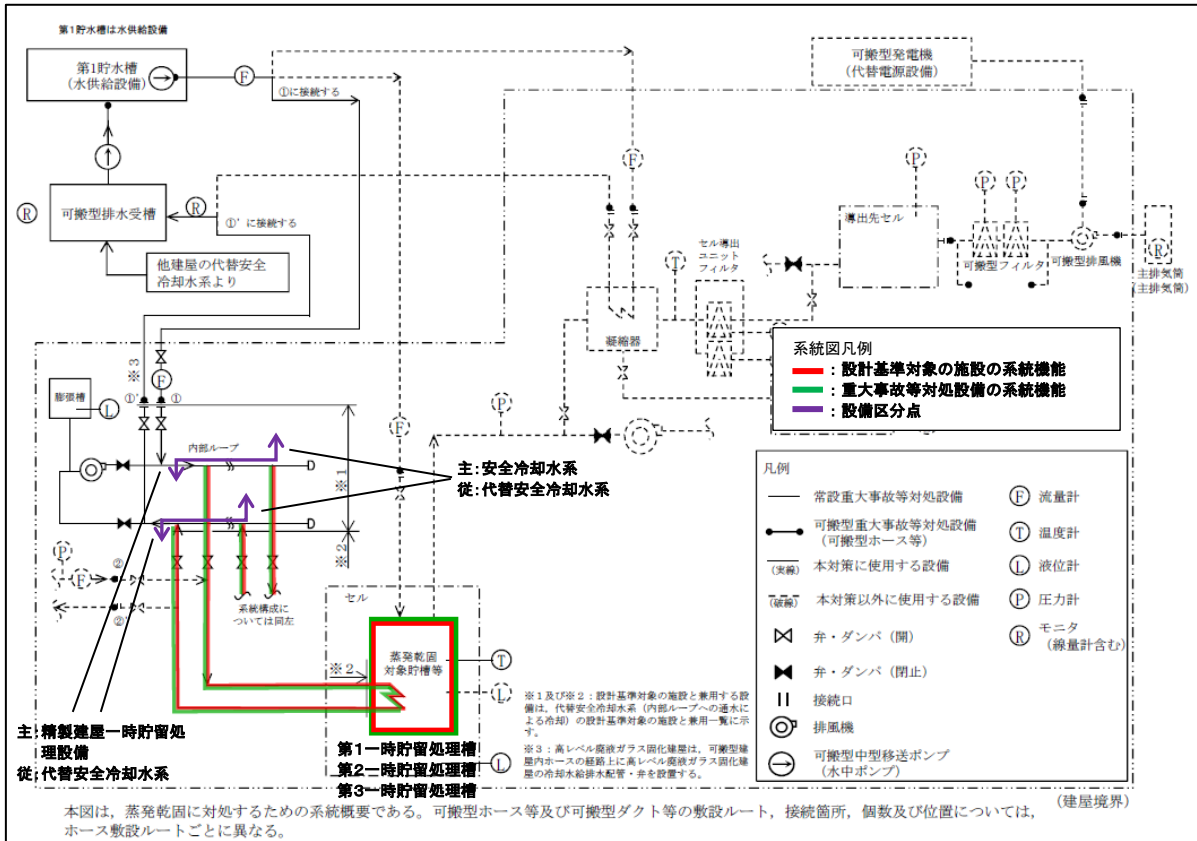 第1貯水槽は水供給設備
第1貯水槽
(水供給設備)
F
①に接続する
可搬型発電機
(代替電源設備)
R
可搬型排水受槽
R
①’に接続する
他建屋の代替安全
冷却水系より
F
P
P
P
導出先セル
可搬型フィルタ
可搬型排風機
R
主排気筒
(主排気筒)
セル導出
ユニット
フィルタ
T
凝縮器
系統図凡例
:設計基準対象の施設の系統機能
:重大事故等対処設備の系統機能
:設備区分点
※3
F
①’
①
膨張槽
L
内部ループ
※1
※2
P
F
主:安全冷却水系
従:代替安全冷却水系
P
F
②
②’
系統構成に
ついては同左
セル
※2
蒸発乾固
対象貯槽等
T
L
L
主:精製建屋一時貯留処
理設備
従:代替安全冷却水系
第1一時貯留処理槽
第2一時貯留処理槽
第3一時貯留処理槽
※1及び※2:設計基準対象の施設と兼用する設
備は,代替安全冷却水系(内部ループへの通水に
よる冷却)の設計基準対象の施設と兼用一覧に示
す。
※3:高レベル廃液ガラス固化建屋は,可搬型建
屋内ホースの経路上に高レベル廃液ガラス固化建
屋の冷却水給排水配管・弁を設置する。
凡例
常設重大事故等対処設備
可搬型重大事故等対処設備
(可搬型ホース等)
(実線) 本対策に使用する設備
(破線) 本対策以外に使用する設備
弁・ダンパ(開)
弁・ダンパ(閉止)
接続口
排風機
可搬型中型移送ポンプ
(水中ポンプ)
F 流量計
T 温度計
L 液位計
P 圧力計
R モニタ
(線量計含む)
(建屋境界)
本図は,蒸発乾固に対処するための系統概要である。可搬型ホース等及び可搬型ダクト等の敷設ルート,接続箇所,個数及び位置については,
ホース敷設ルートごとに異なる。